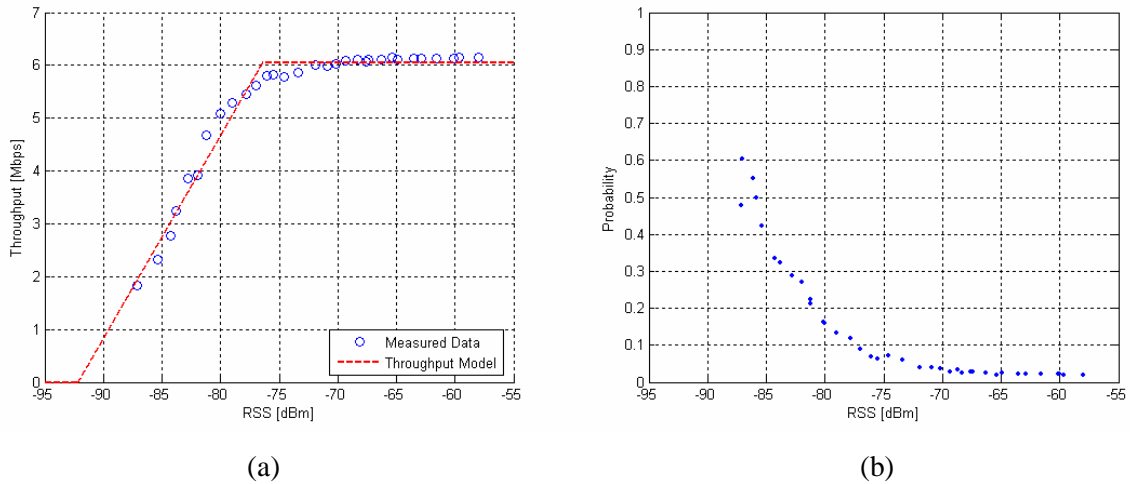 7
6
5
4
3
2
1
0
Throughput [Mbps]
Measured Data
Throughput Model
-95 -90 -85 -80 -75 -70 -65 -60 -55
RSS [dBm]
(a)
1
0.9
0.8
0.7
0.6
0.5
0.4
0.3
0.2
0.1
0
Probability
-95 -90 -85 -80 -75 -70 -65 -60 -55
RSS [dBm]
(b)